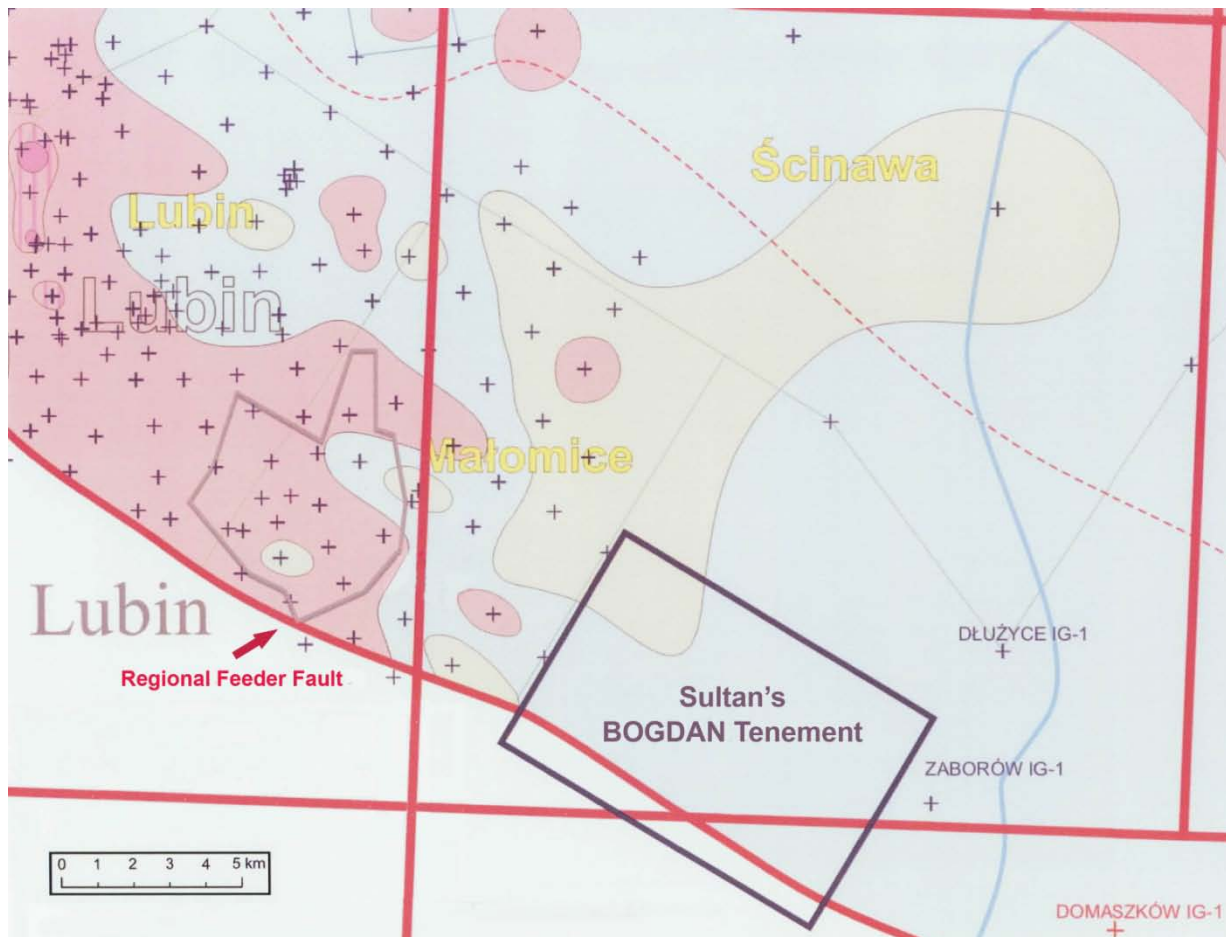 Ścinawa
Lubin
Lubin
Małomice
Lubin
Regional Feeder Fault
DŁUŻYCE IG-1
Sultan's
BOGDAN Tenement
ZABORÓW IG-1
0 1 2 3 4 5 km
DOMASZKÓW IG-1